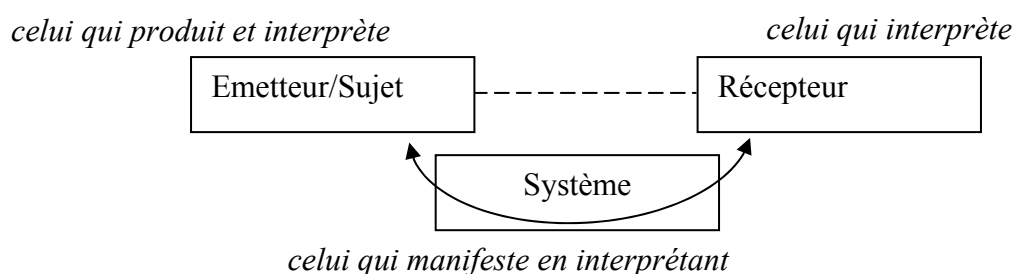 celui qui produit et interprète
celui qui interprète
Emetteur/Sujet
Récepteur
Système
celui qui manifeste en interprétant